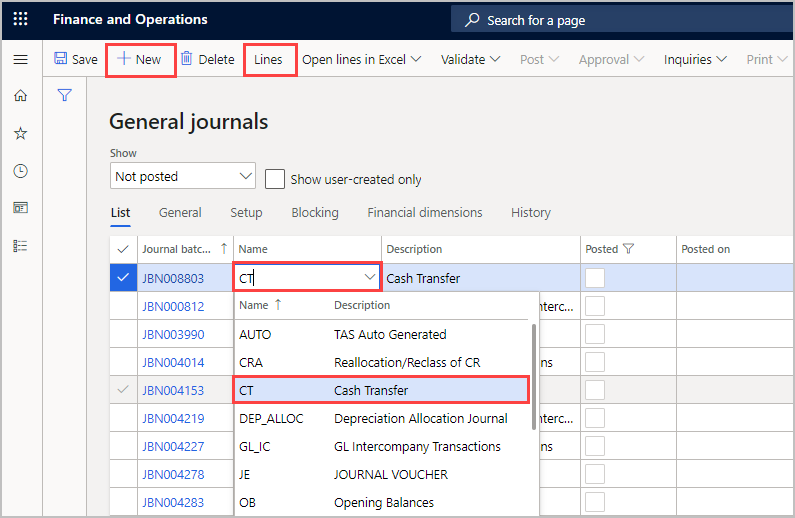 Finance and Operations Search for a page
Save New Delete Lines Open lines in Excel Validate Post Approval Inquiries Print
General journals
Show
Not posted Show user-created only
List General Setup Blocking Financial dimensions History
Journal batc... Name Description Posted Posted on
JBN008803 CT Cash Transfer
JBN000812 Name Description nterc...
JBN003990 AUTO TAS Auto Generated
JBN004014 CRA Reallocation/Reclass of CR ns
JBN004153 CT Cash Transfer
JBN004219 DEP_ALLOC Depreciation Allocation Journal nterc...
JBN004227 GL_IC GL Intercompany Transactions ns
JBN004278 JE JOURNAL VOUCHER
JBN004283 OB Opening Balances